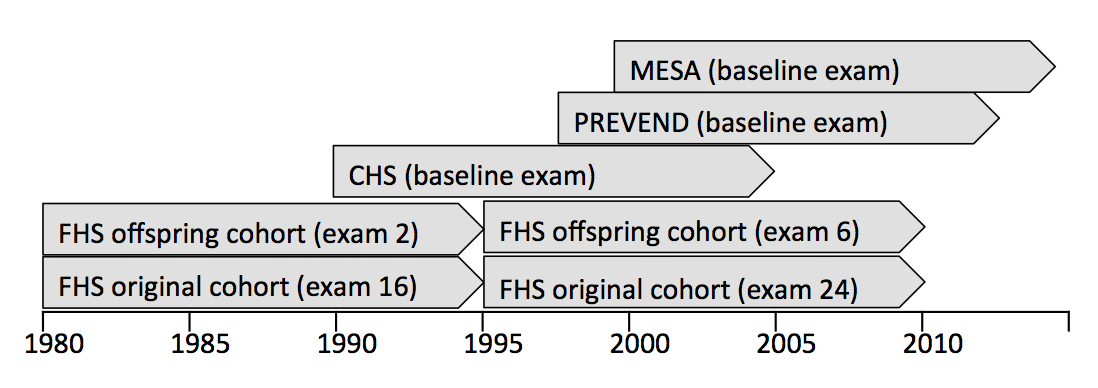 MESA (baseline exam)
PREVEND (baseline exam)
CHS (baseline exam)
FHS offspring cohort (exam 2)
FHS offspring cohort (exam 6)
FHS original cohort (exam 16)
FHS original cohort (exam 24)
1980 1985 1990 1995 2000 2005 2010